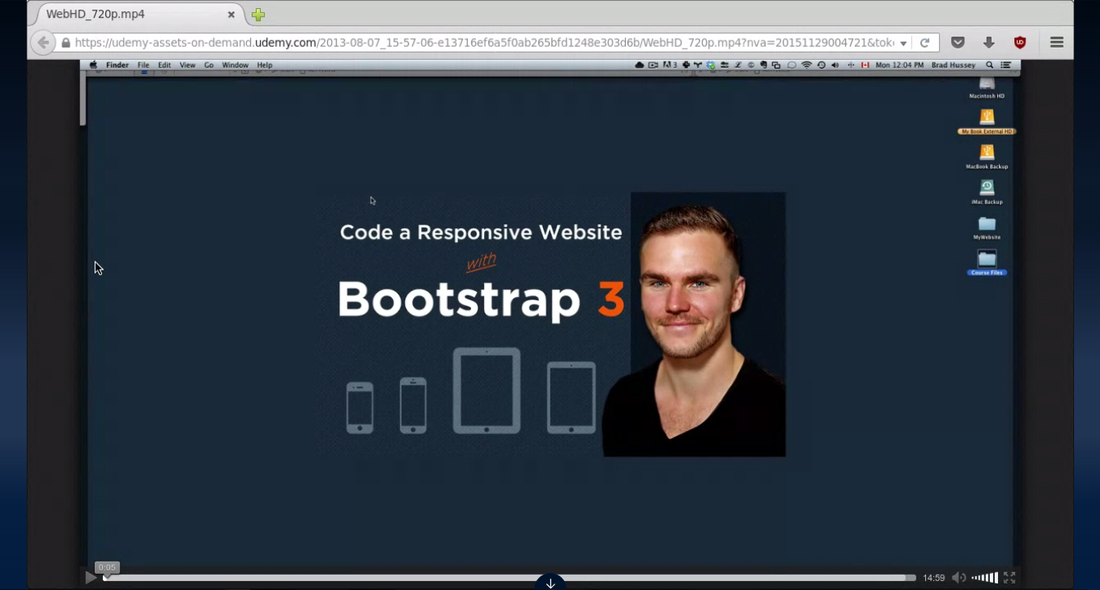 WebHD_720p.mp4
https://udemy-assets-on-demand.udemy.com/2013-08-07_15-57-06-e13716ef6a5f0ab265bfd1248e303d6b/WebHD_720p.mp4?nva=20151129004721&tok
Finder File Edit View Go Window Help
3 Mon 12:04 PM Brad Hussey
Macintosh HD
My Book External HD
MacBook Backup
iMac Backup
MyWebsite
Course Files
Code a Responsive Website
with
Bootstrap 3
0:05
14:59